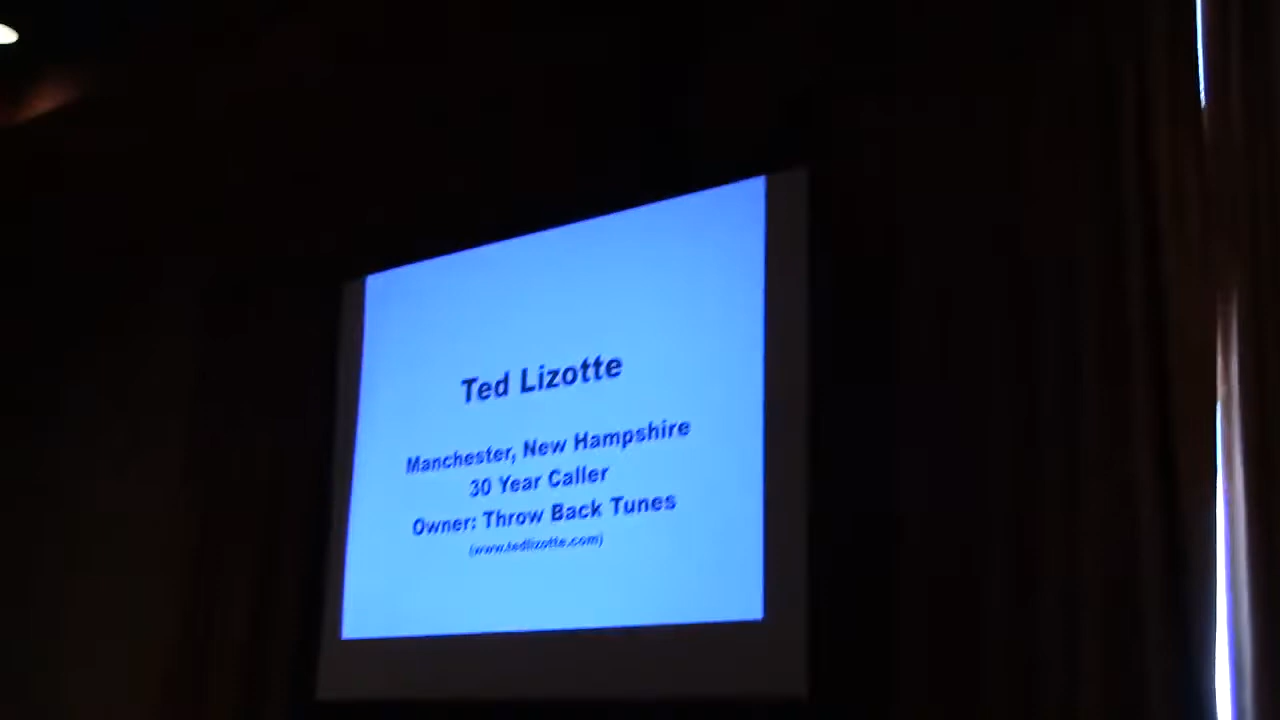 Ted Lizotte
Manchester, New Hampshire
30 Year Caller
Owner: Throw Back Tunes
(www.tedlizotte.com)